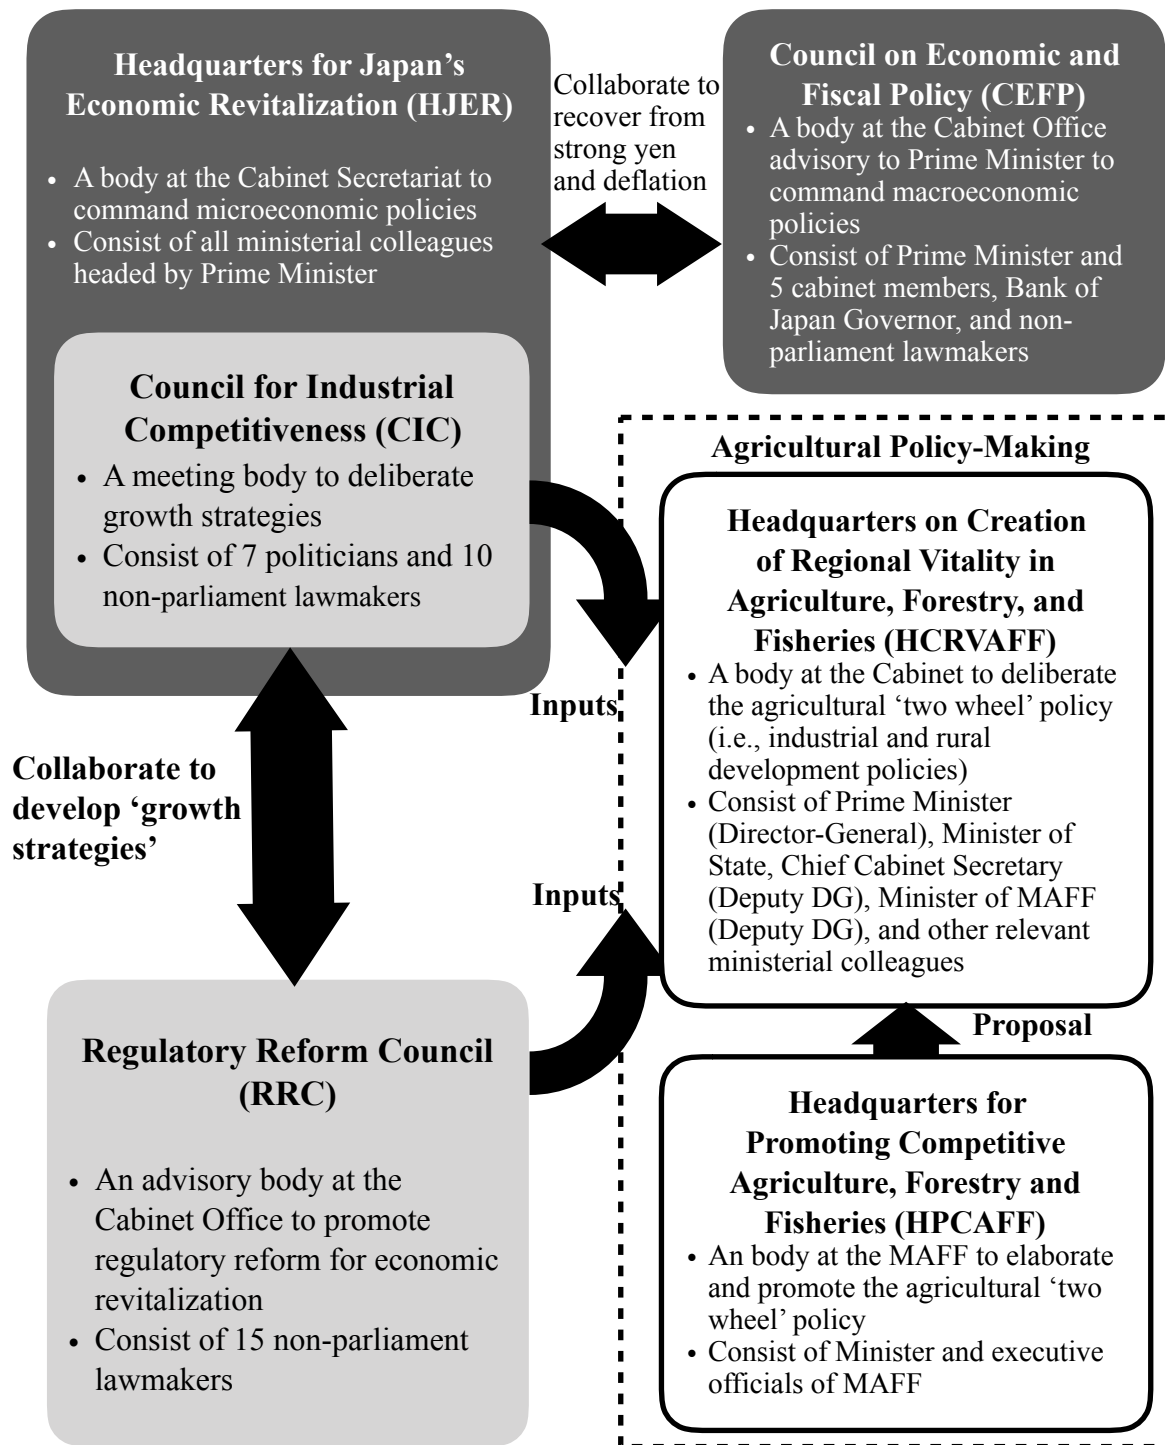 Headquarters for Japan’s
Economic Revitalization (HJER)
• A body at the Cabinet Secretariat to
command microeconomic policies
• Consist of all ministerial colleagues
headed by Prime Minister
Collaborate to
recover from
strong yen
and deflation
Council on Economic and
Fiscal Policy (CEFP)
• A body at the Cabinet Office
advisory to Prime Minister to
command macroeconomic
policies
• Consist of Prime Minister and
5 cabinet members, Bank of
Japan Governor, and non-
parliament lawmakers
Council for Industrial
Competitiveness (CIC)
• A meeting body to deliberate
growth strategies
• Consist of 7 politicians and 10
non-parliament lawmakers
Agricultural Policy-Making
Headquarters on Creation
of Regional Vitality in
Agriculture, Forestry, and
Fisheries (HCRVAFF)
• A body at the Cabinet to deliberate
the agricultural ‘two wheel’ policy
(i.e., industrial and rural
development policies)
• Consist of Prime Minister
(Director-General), Minister of
State, Chief Cabinet Secretary
(Deputy DG), Minister of MAFF
(Deputy DG), and other relevant
ministerial colleagues
Inputs
Collaborate to
develop ‘growth
strategies’
Inputs
Proposal
Regulatory Reform Council
(RRC)
• An advisory body at the
Cabinet Office to promote
regulatory reform for economic
revitalization
• Consist of 15 non-parliament
lawmakers
Headquarters for
Promoting Competitive
Agriculture, Forestry and
Fisheries (HPCAFF)
• An body at the MAFF to elaborate
and promote the agricultural ‘two
wheel’ policy
• Consist of Minister and executive
officials of MAFF